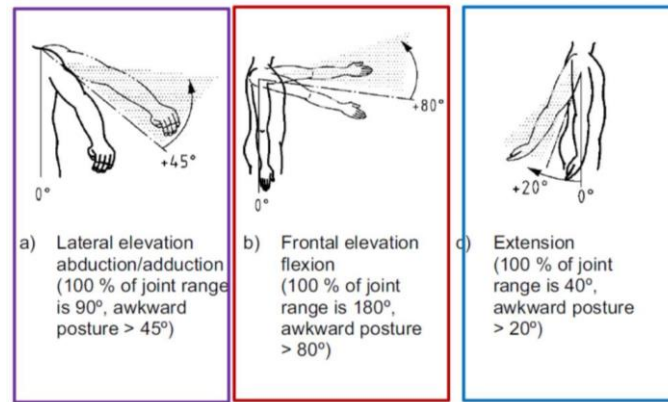 +45°
0°
a) Lateral elevation
abduction/adduction
(100 % of joint range
is 90º, awkward
posture > 45º)
+80°
0°
b) Frontal elevation
flexion
(100 % of joint
range is 180º,
awkward posture
> 80º)
+20°
0°
c) Extension
(100 % of joint
range is 40º,
awkward posture
> 20º)